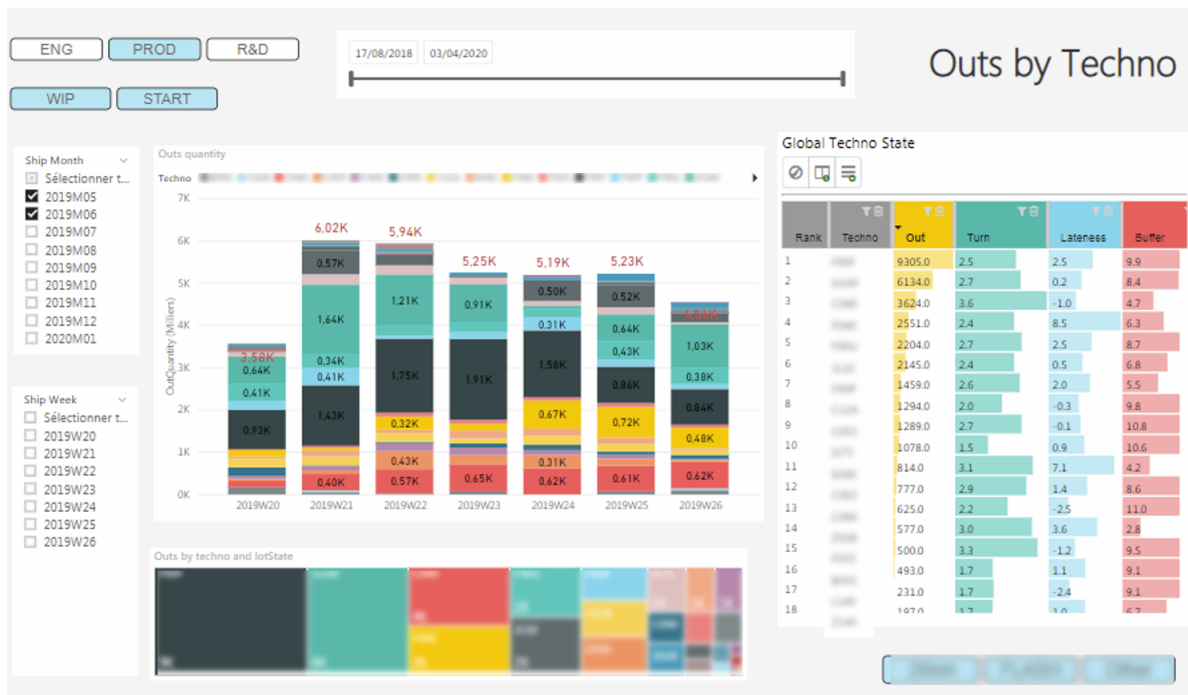 ENG PROD R&D
WIP START
17/08/2018 03/04/2020
Outs by Techno
Ship Month
Sélectionner t...
2019M05
2019M06
2019M07
2019M08
2019M09
2019M10
2019M11
2019M12
2020M01
Ship Week
Sélectionner t...
2019W20
2019W21
2019W22
2019W23
2019W24
2019W25
2019W26
Outs quantity
Techno
OutQuantity (Milliers)
7K
6K
5K
4K
3K
2K
1K
0K
3,58K
0.64K
0.41K
0.93K
2019W20
6,02K
0.57K
1.64K
0.34K
0.41K
1.43K
0.40K
2019W21
5,94K
1.21K
1.75K
0.32K
0.43K
0.57K
2019W22
5,25K
0.91K
1.91K
0.65K
2019W23
5,19K
0.50K
0.31K
1.58K
0.67K
0.31K
0.62K
2019W24
5,23K
0.52K
0.64K
0.43K
0.86K
0.72K
0.61K
2019W25
4,56K
1.03K
0.38K
0.84K
0.48K
0.62K
2019W26
Outs by techno and lotState
Global Techno State
Rank Techno Out Turn Lateness Buffer
1 9305.0 2.5 2.5 9.9
2 6134.0 2.7 0.2 8.4
3 3624.0 3.6 -1.0 4.7
4 2551.0 2.4 8.5 6.3
5 2204.0 2.7 2.5 8.7
6 2145.0 2.4 0.5 6.8
7 1459.0 2.6 2.0 5.5
8 1294.0 2.0 -0.3 9.8
9 1289.0 2.7 -0.1 10.8
10 1078.0 1.5 0.9 10.6
11 814.0 3.1 7.1 4.2
12 777.0 2.9 1.4 8.6
13 625.0 2.2 -2.5 11.0
14 577.0 3.0 3.6 2.8
15 500.0 3.3 -1.2 9.5
16 493.0 1.7 1.1 9.1
17 231.0 1.7 -2.4 9.1
18 197.0 1.7 1.0 6.7